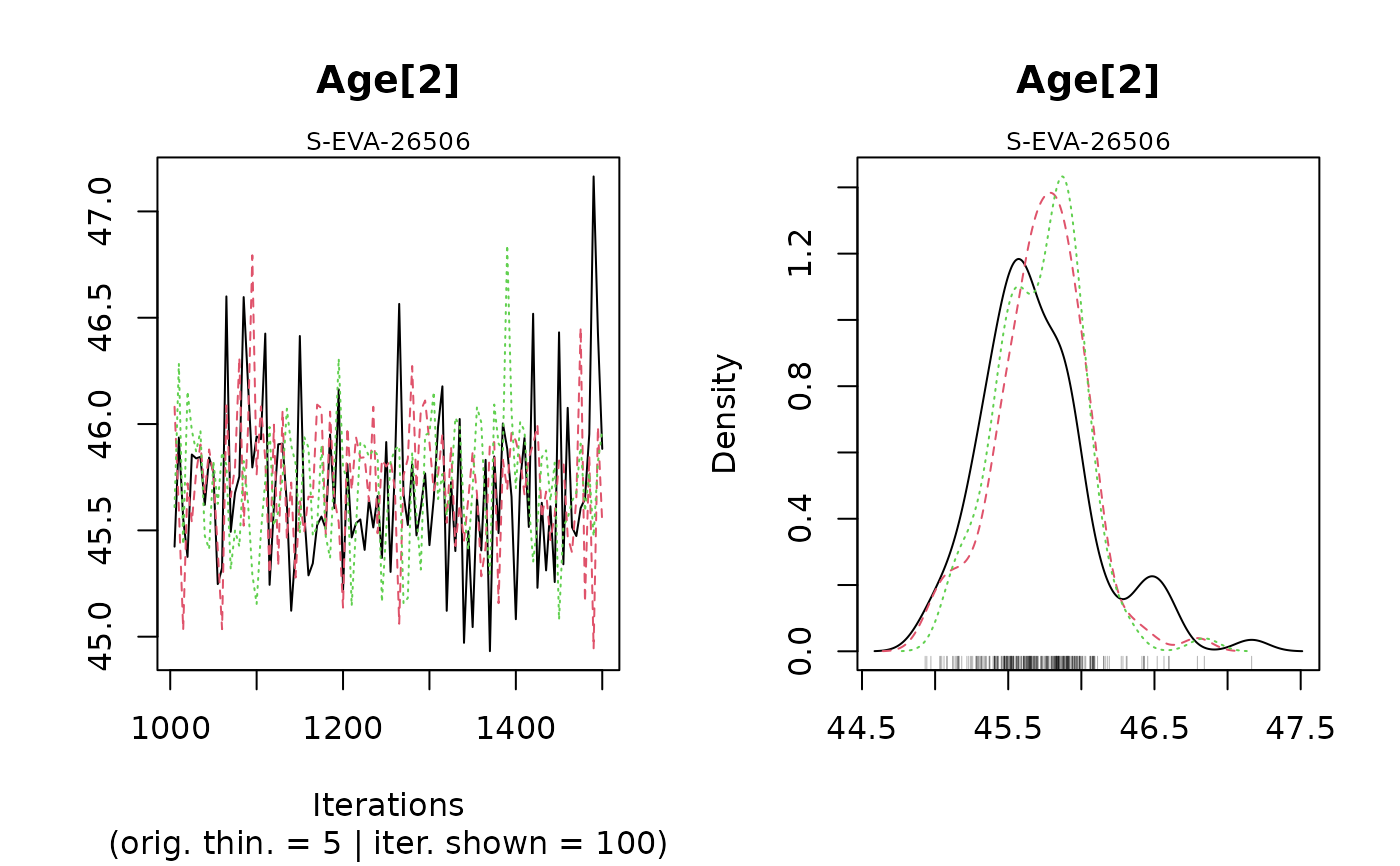 Age[2]
S-EVA-26506
45.0 45.5 46.0 46.5 47.0
1000 1200 1400
Iterations
(orig. thin. = 5 | iter. shown = 100)
Age[2]
S-EVA-26506
Density
0.0 0.4 0.8 1.2
44.5 45.5 46.5 47.5